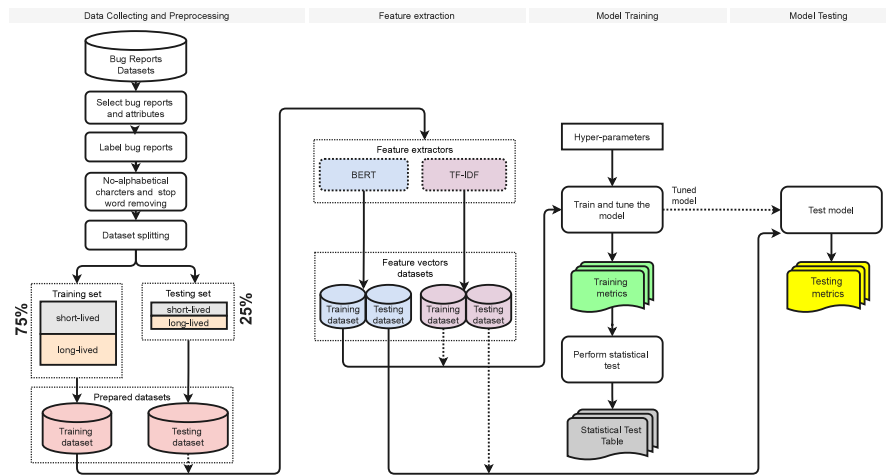 Data Collecting and Preprocessing
Feature extraction
Model Training
Model Testing
Bug Reports
Datasets
Select bug reports
and attributes
Label bug reports
No-alphabetical
charcters and stop
word removing
Dataset splitting
75%
Training set
short-lived
long-lived
Testing set
short-lived
long-lived
25%
Prepared datasets
Training
dataset
Testing
dataset
Feature extractors
BERT
TF-IDF
Feature vectors
datasets
Training
dataset
Testing
dataset
Training
dataset
Testing
dataset
Hyper-parameters
Train and tune the
model
Tuned
model
Training
metrics
Perform statistical
test
Statistical Test
Table
Test model
Testing
metrics